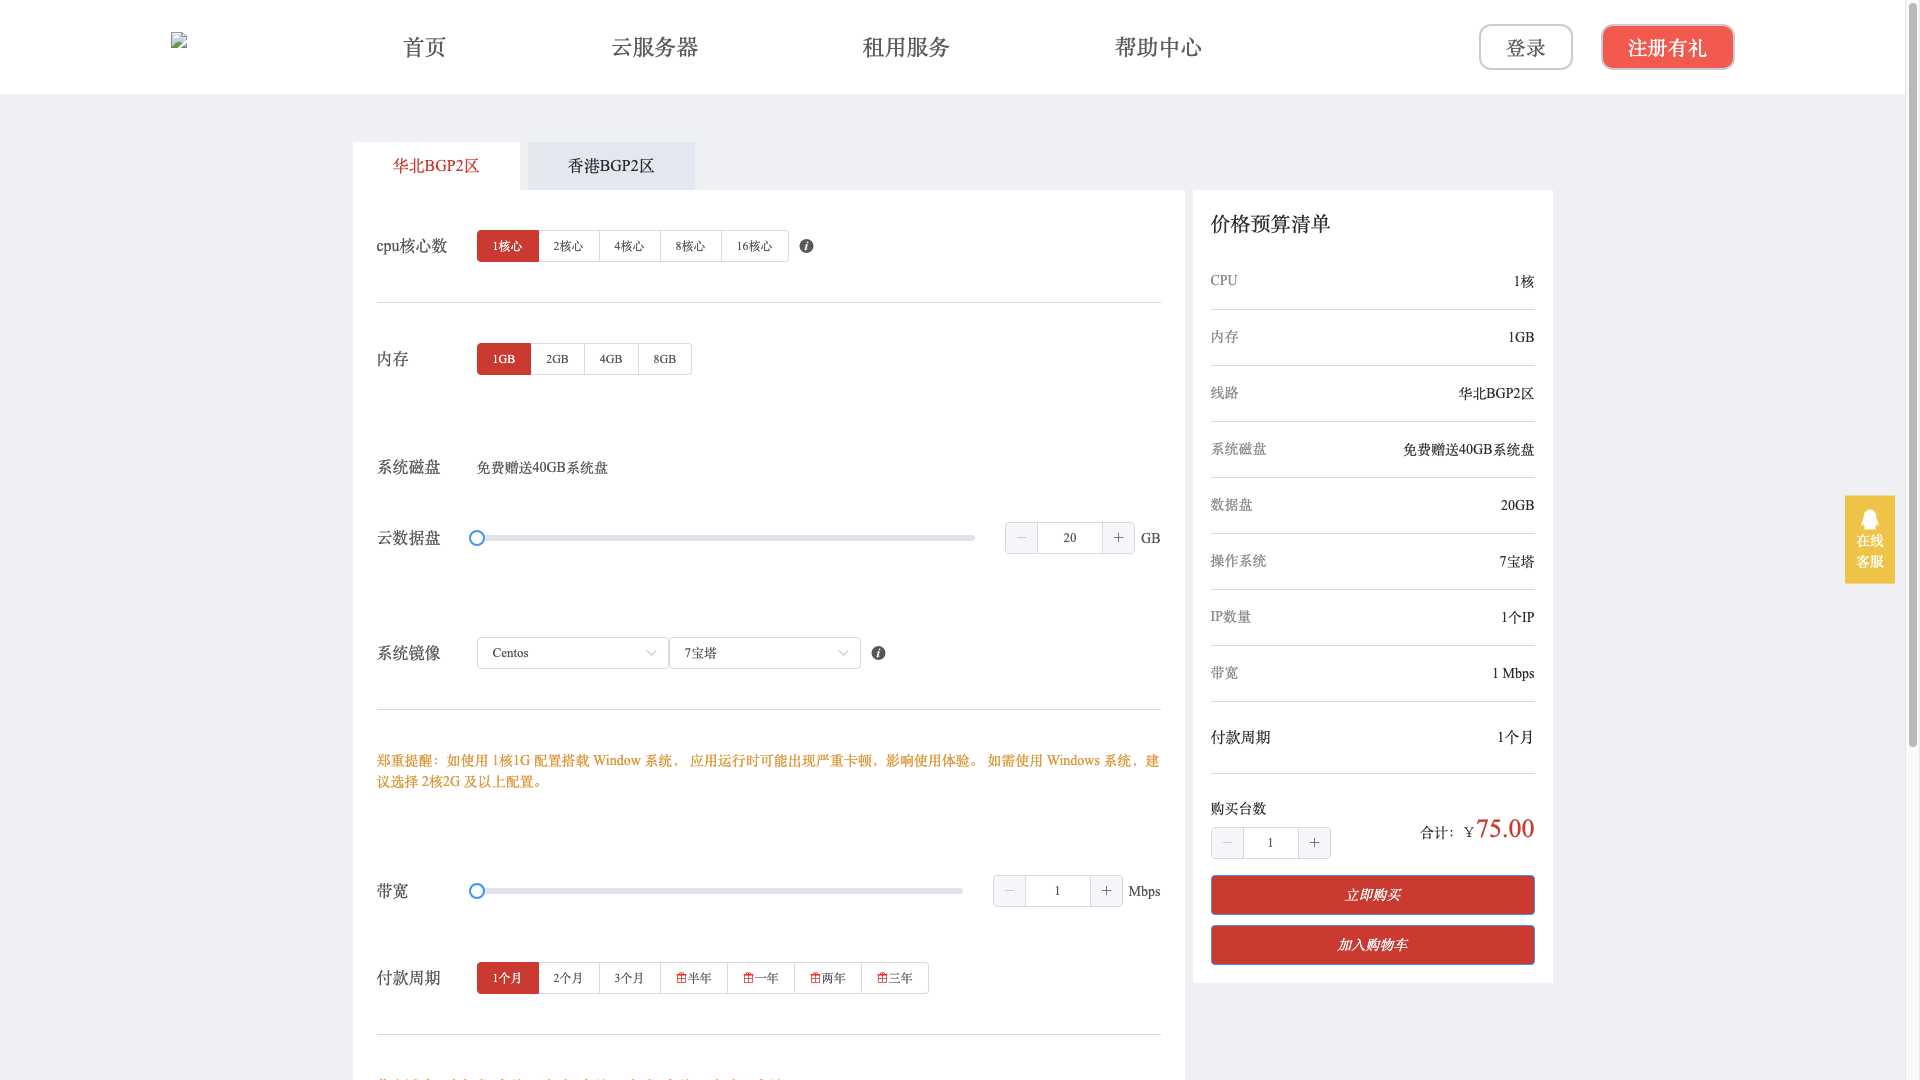 首页
云服务器
租用服务
帮助中心
登录
注册有礼
华北BGP2区
香港BGP2区
cpu核心数
1核心
2核心
4核心
8核心
16核心
内存
1GB
2GB
4GB
8GB
系统磁盘
免费赠送40GB系统盘
云数据盘
20
GB
系统镜像
Centos
7宝塔
郑重提醒：如使用 1核1G 配置搭载 Window 系统， 应用运行时可能出现严重卡顿，影响使用体验。 如需使用 Windows 系统，建
议选择 2核2G 及以上配置。
带宽
1
Mbps
付款周期
1个月
2个月
3个月
半年
一年
两年
三年
价格预算清单
CPU
1核
内存
1GB
线路
华北BGP2区
系统磁盘
免费赠送40GB系统盘
数据盘
20GB
操作系统
7宝塔
IP数量
1个IP
带宽
1 Mbps
付款周期
1个月
购买台数
1
合计：¥75.00
立即购买
加入购物车
在线
客服